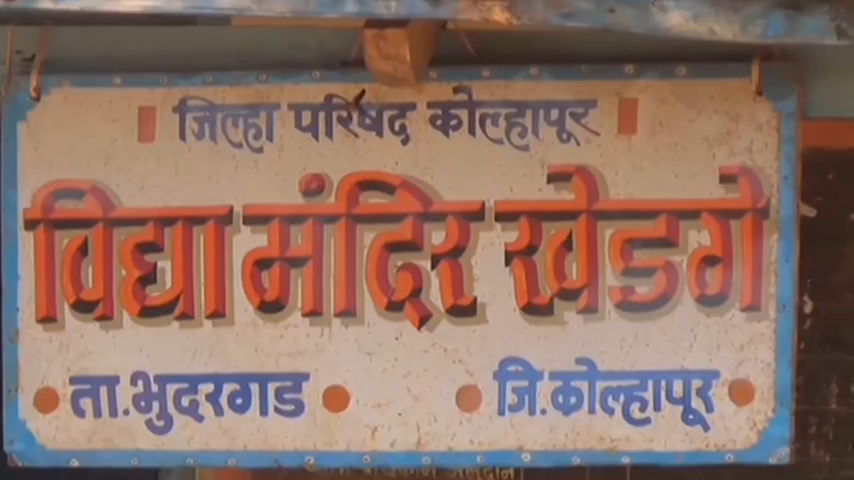 जिल्हा परिषद कोल्हापूर
विद्या मंदिर खेडगे
ता.भुदरगड जि.कोल्हापूर